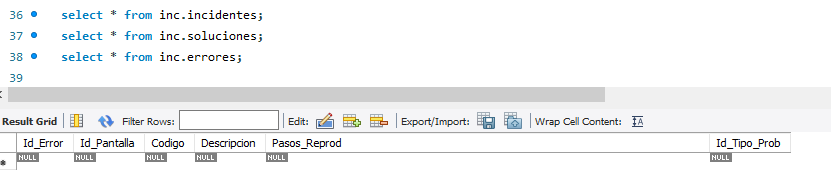 36 select * from inc.incidentes;
37 select * from inc.soluciones;
38 select * from inc.errores;
39
Result Grid Filter Rows: Edit: Export/Import: Wrap Cell Content: IA
Id_Error Id_Pantalla Codigo Descripcion Pasos_Reprod Id_Tipo_Prob
* NULL NULL NULL NULL NULL NULL